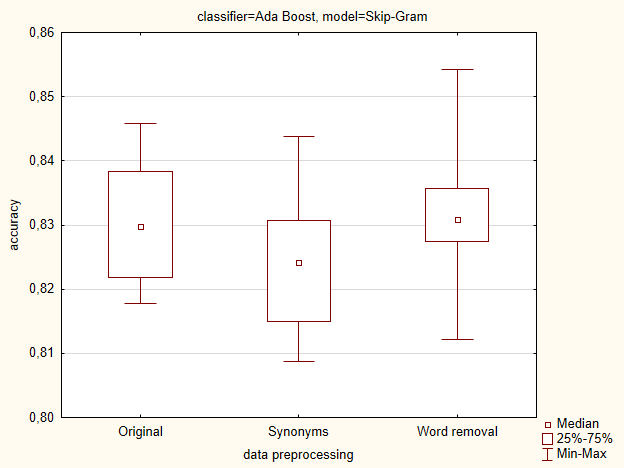 classifier=Ada Boost, model=Skip-Gram
0,86
0,85
0,84
0,83
0,82
0,81
0,80
accuracy
Original Synonyms Word removal
data preprocessing
Median
25%-75%
Min-Max